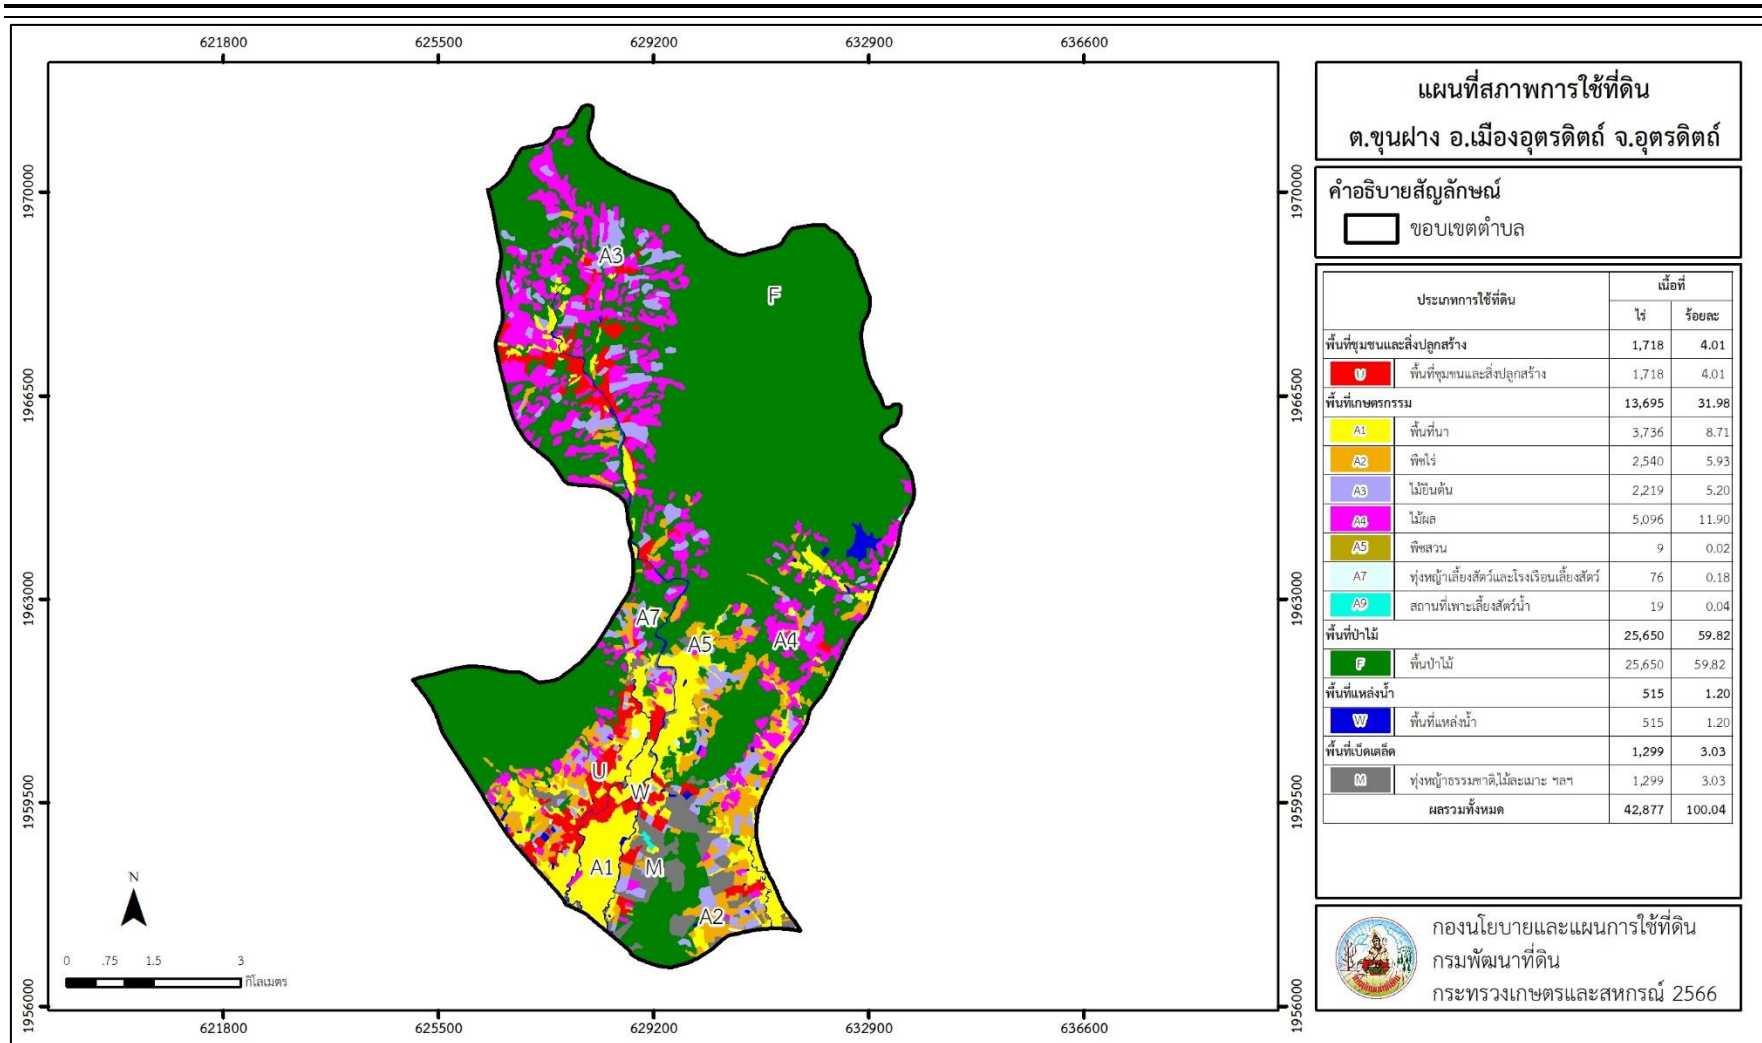 621800 625500 629200 632900 636600
1970000 1970000
1966500 1966500
1963000 1963000
1959500 1959500
1956000 1956000
A3
F
A7
A5
A4
U
W
A1
M
A2
N
0 .75 1.5 3
กิโลเมตร
621800 625500 629200 632900 636600
แผนที่สภาพการใช้ที่ดิน
ต.ขุนฝาง อ.เมืองอุตรดิตถ์ จ.อุตรดิตถ์
คำอธิบายสัญลักษณ์
ขอบเขตตำบล
ประเภทการใช้ที่ดิน เนื้อที่
ไร่ ร้อยละ
พื้นที่ชุมชนและสิ่งปลูกสร้าง 1,718 4.01
U พื้นที่ชุมชนและสิ่งปลูกสร้าง 1,718 4.01
พื้นที่เกษตรกรรม 13,695 31.98
A1 พื้นที่นา 3,736 8.71
A2 พืชไร่ 2,540 5.93
A3 ไม้ยืนต้น 2,219 5.20
A4 ไม้ผล 5,096 11.90
A5 พืชสวน 9 0.02
A7 ทุ่งหญ้าเลี้ยงสัตว์และโรงเรือนเลี้ยงสัตว์ 76 0.18
A9 สถานที่เพาะเลี้ยงสัตว์น้ำ 19 0.04
พื้นที่ป่าไม้ 25,650 59.82
F พื้นป่าไม้ 25,650 59.82
พื้นที่แหล่งน้ำ 515 1.20
W พื้นที่แหล่งน้ำ 515 1.20
พื้นที่เบ็ดเตล็ด 1,299 3.03
M ทุ่งหญ้าธรรมชาติ,ไม้ละเมาะ ฯลฯ 1,299 3.03
ผลรวมทั้งหมด 42,877 100.04
กองนโยบายและแผนการใช้ที่ดิน
กรมพัฒนาที่ดิน
กระทรวงเกษตรและสหกรณ์ 2566